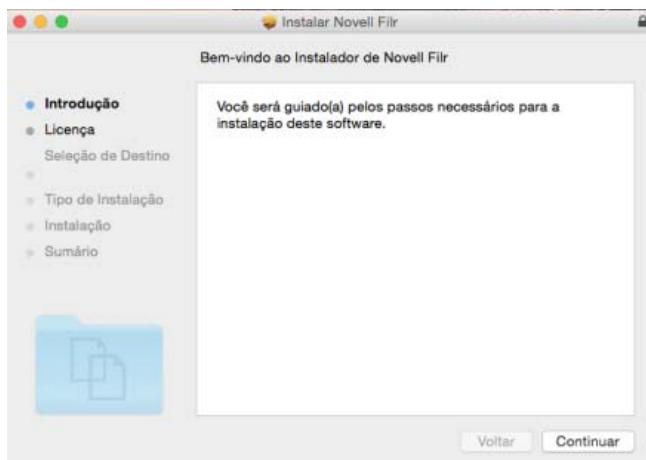 Instalar Novell Filr
Bem-vindo ao Instalador de Novell Filr
Introdução
Licença
Seleção de Destino
Tipo de Instalação
Instalação
Sumário
Você será guiado(a) pelos passos necessários para a
instalação deste software.
Voltar
Continuar